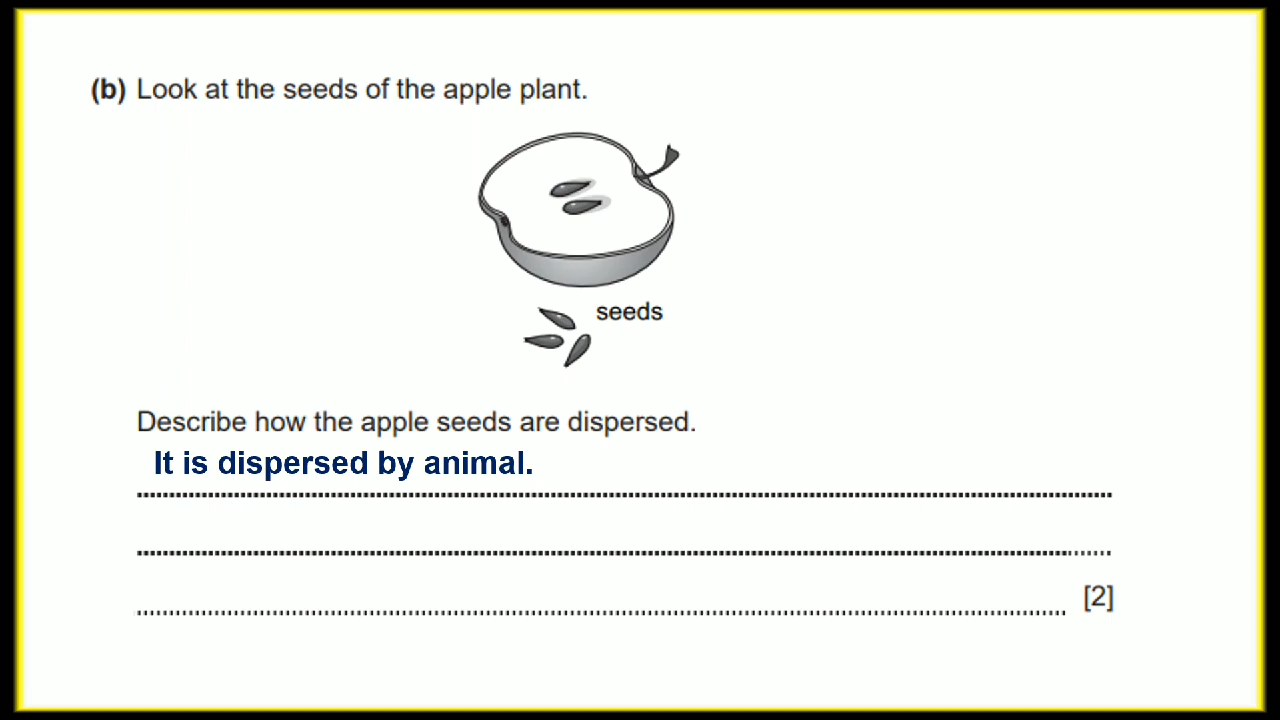 (b) Look at the seeds of the apple plant.
seeds
Describe how the apple seeds are dispersed.
It is dispersed by animal.
[2]